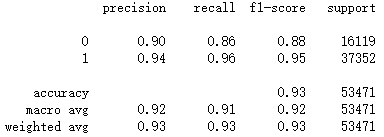 precision recall f1-score support
0 0.90 0.86 0.88 16119
1 0.94 0.96 0.95 37352
accuracy 0.93 53471
macro avg 0.92 0.91 0.92 53471
weighted avg 0.93 0.93 0.93 53471